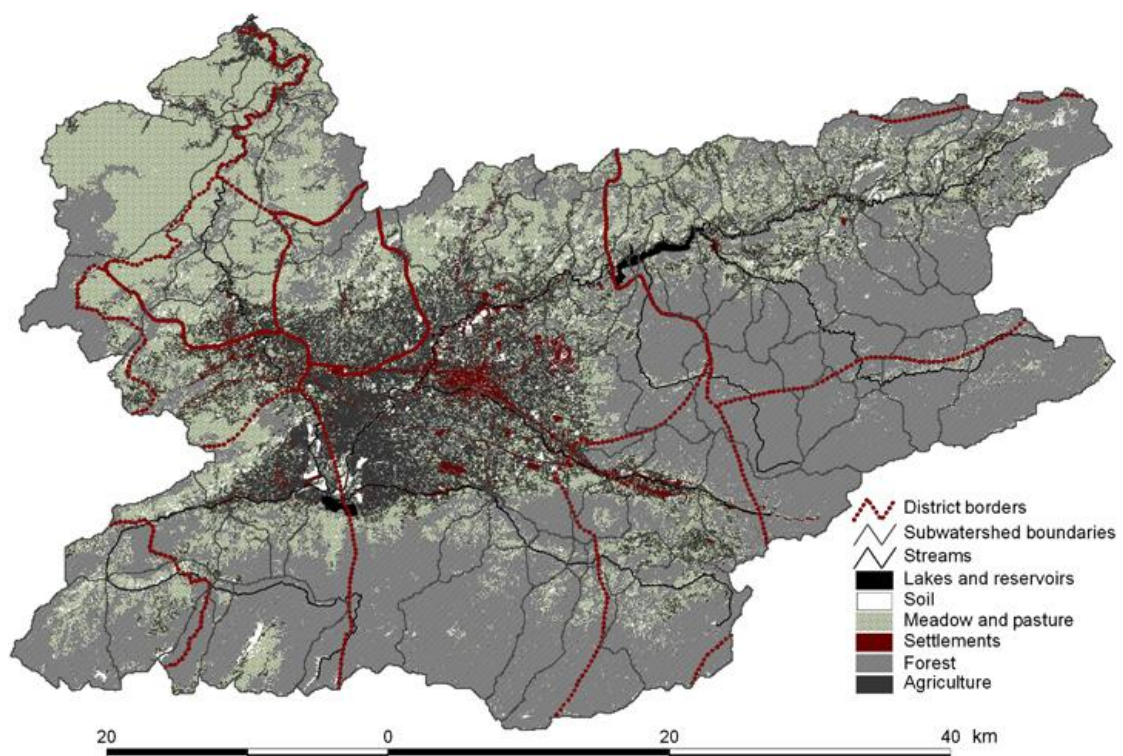 District borders
Subwatershed boundaries
Streams
Lakes and reservoirs
Soil
Meadow and pasture
Settlements
Forest
Agriculture
20 0 20 40 km